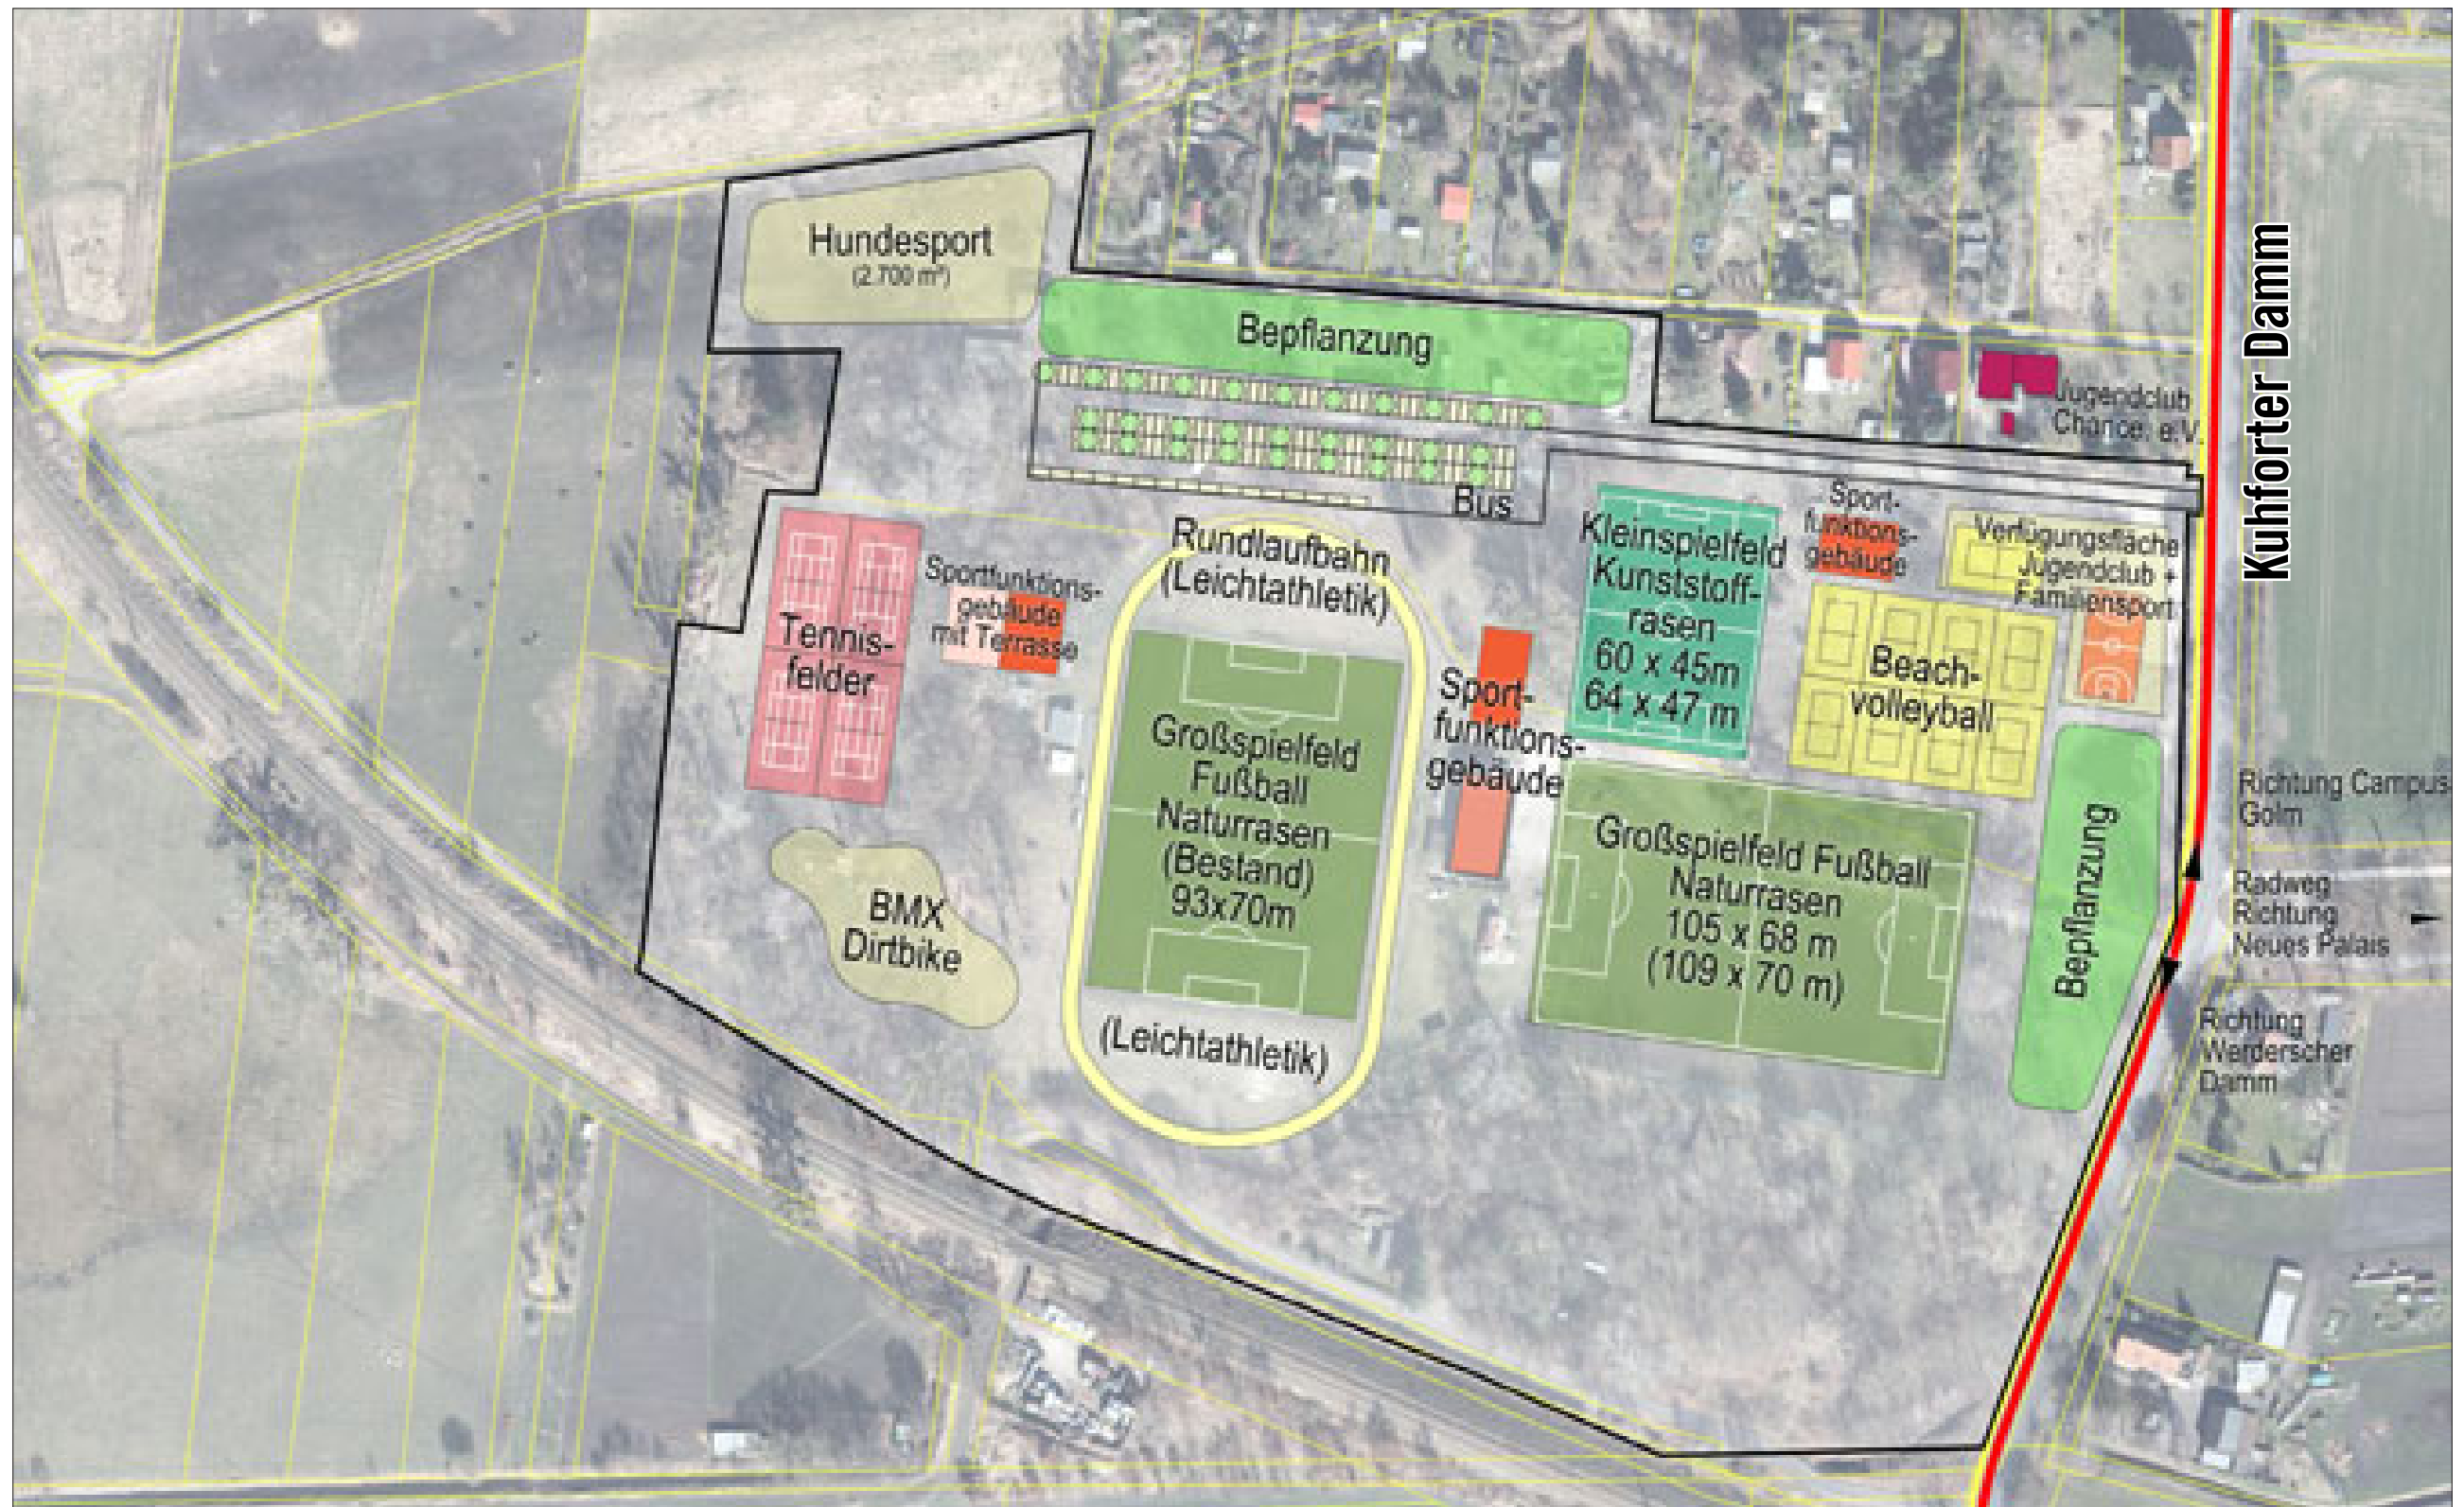 Hundesport
(2.700 m²)
Bepflanzung
Kuhforter Damm
Jugendclub
Chance. e.V.
Bus
Rundlaufbahn
(Leichtathletik)
Kleinspielfeld
Kunststoff-
rasen
60 x 45m
64 x 47 m
Sport-
funktions-
gebäude
Verfügungsfläche
Jugendclub +
Familiensport
Tennis-
felder
Sportfunktions-
gebäude
mit Terrasse
Beach-
volleyball
Sport-
funktions-
gebäude
Großspielfeld
Fußball
Naturrasen
(Bestand)
93x70m
Großspielfeld Fußball
Naturrasen
105 x 68 m
(109 x 70 m)
Bepflanzung
BMX
Dirtbike
(Leichtathletik)
Richtung Campus
Golm
Radweg
Richtung
Neues Palais
Richtung
Werderscher
Damm